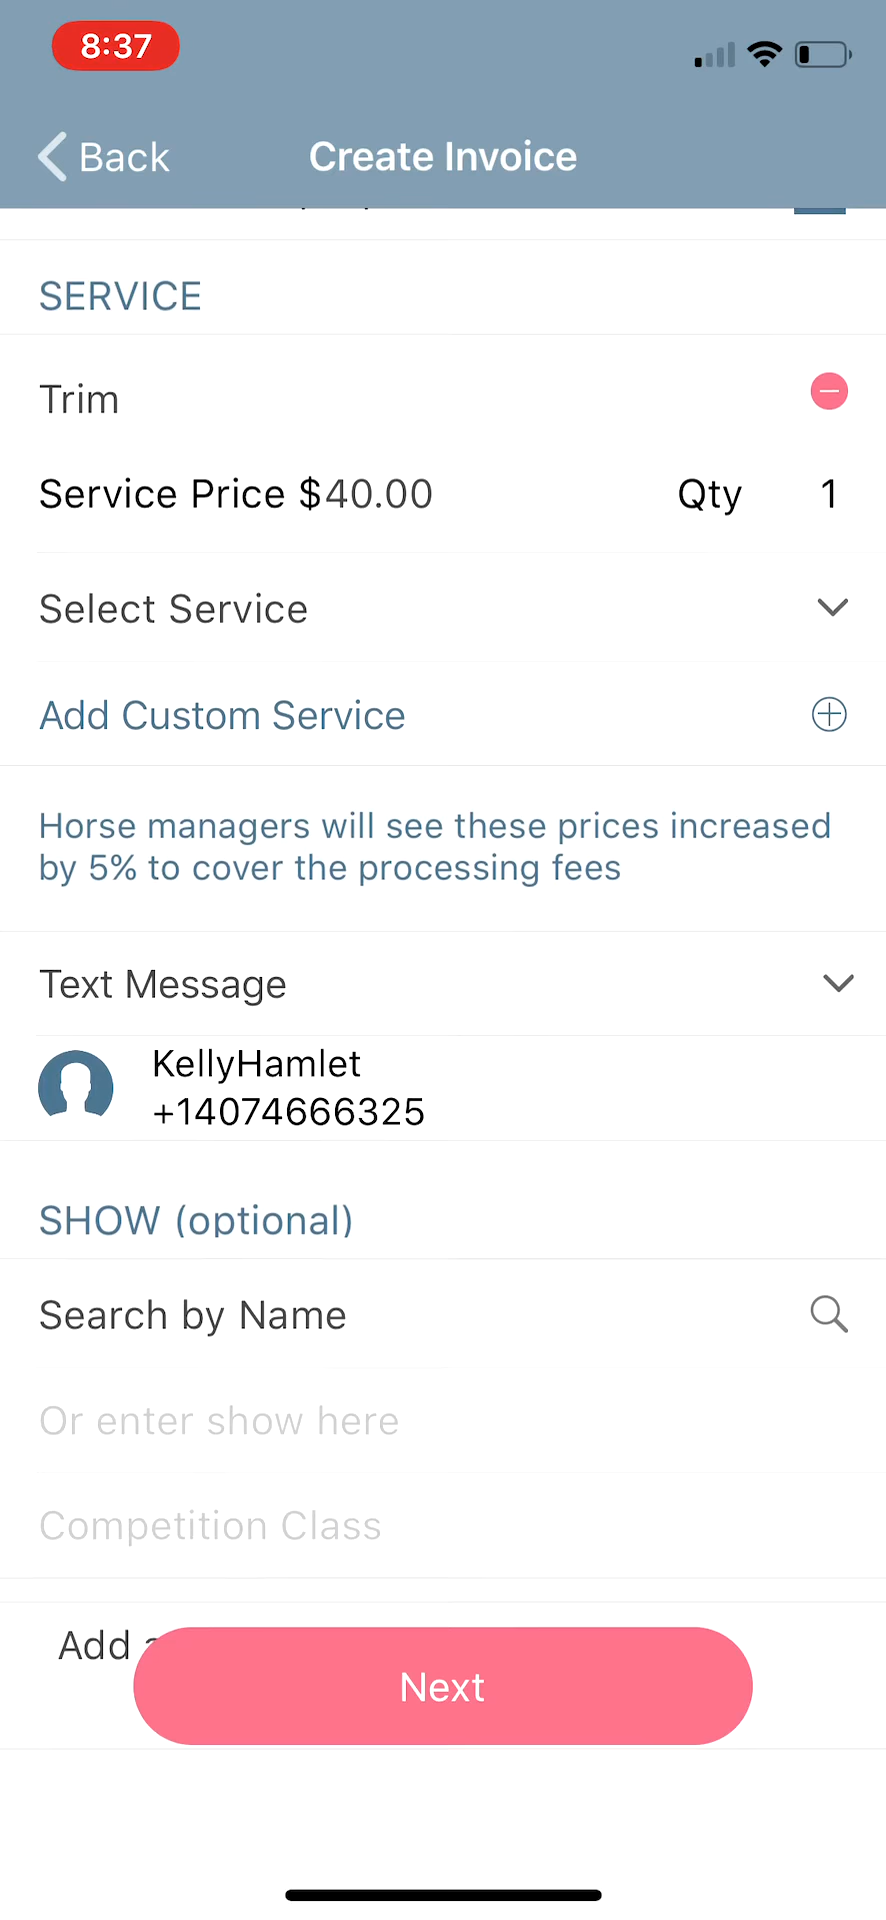 8:37
Back
Create Invoice
SERVICE
Trim
Service Price $40.00
Qty 1
Select Service
Add Custom Service
Horse managers will see these prices increased
by 5% to cover the processing fees
Text Message
KellyHamlet
+14074666325
SHOW (optional)
Search by Name
Or enter show here
Competition Class
Add
Next